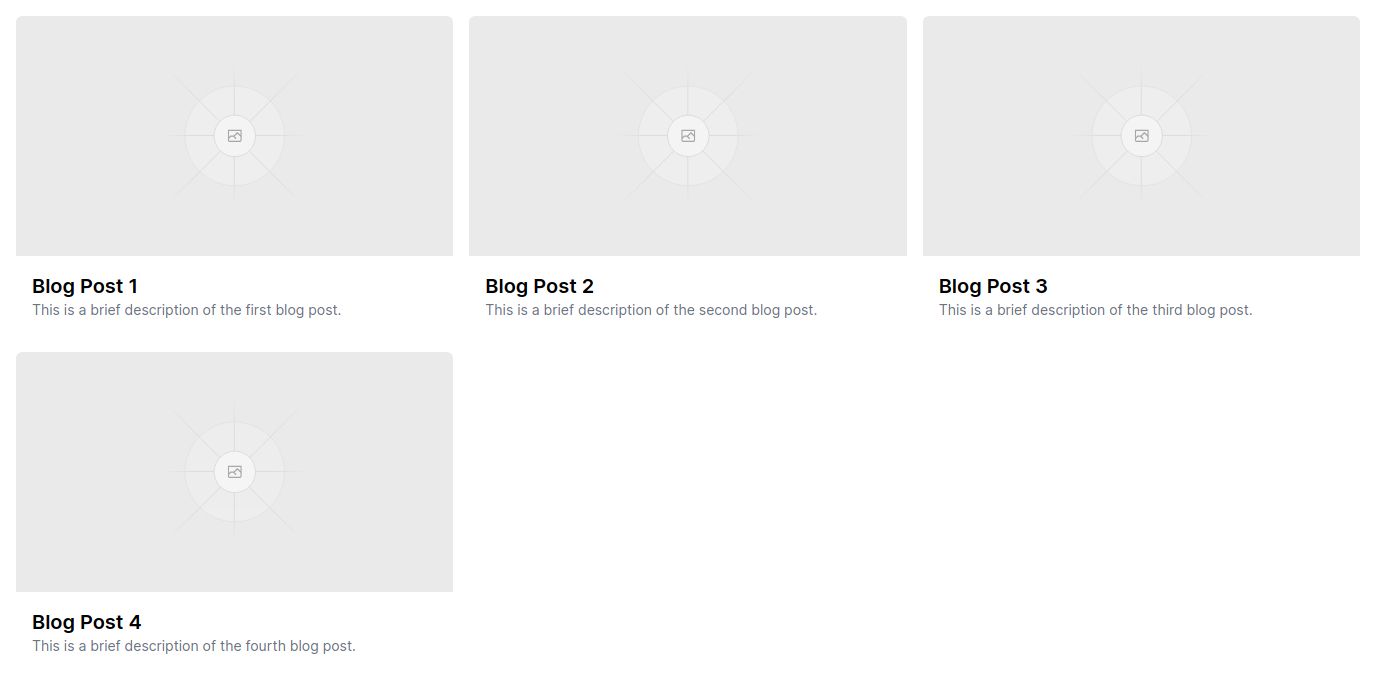 Blog Post 1
This is a brief description of the first blog post.
Blog Post 2
This is a brief description of the second blog post.
Blog Post 3
This is a brief description of the third blog post.
Blog Post 4
This is a brief description of the fourth blog post.